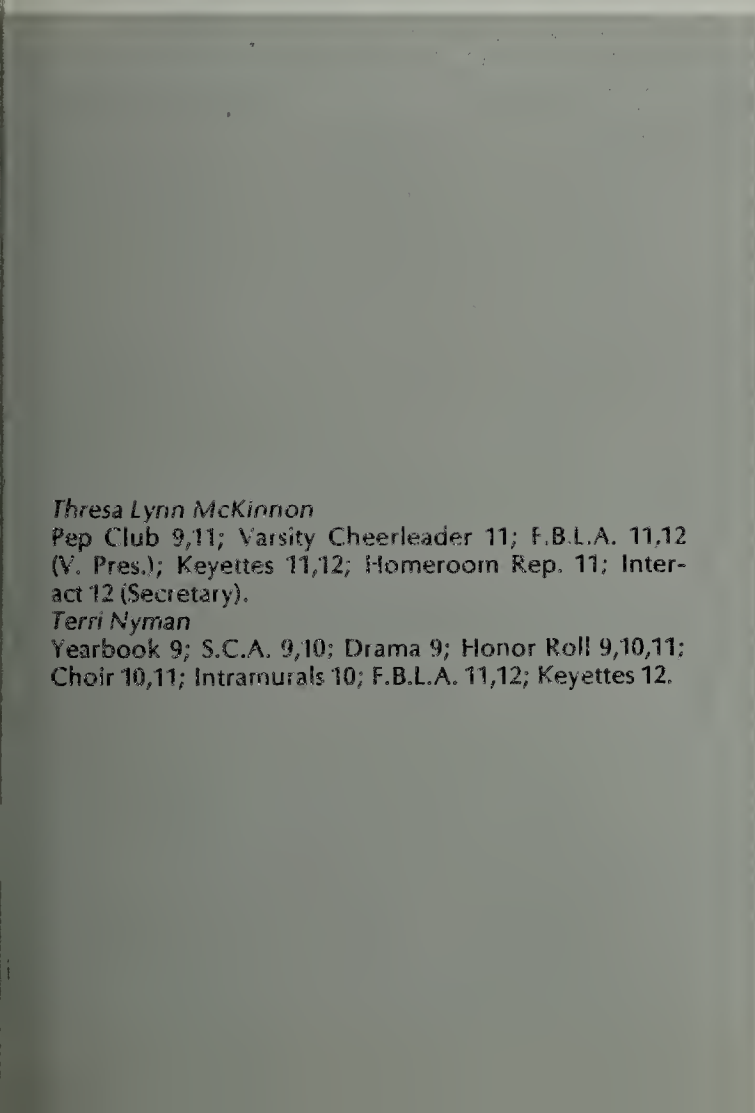 Thresa Lynn McKinnon
Pep Club 9,11; Varsity Cheerleader 11; F.B.L.A. 11,12
(V. Pres.); Keyettes 11,12; Homeroom Rep. 11; Inter-
act 12 (Secretary).
Terri Nyman
Yearbook 9; S.C.A. 9,10; Drama 9; Honor Roll 9,10,11;
Choir 10,11; Intramurals 10; F.B.L.A. 11,12; Keyettes 12.